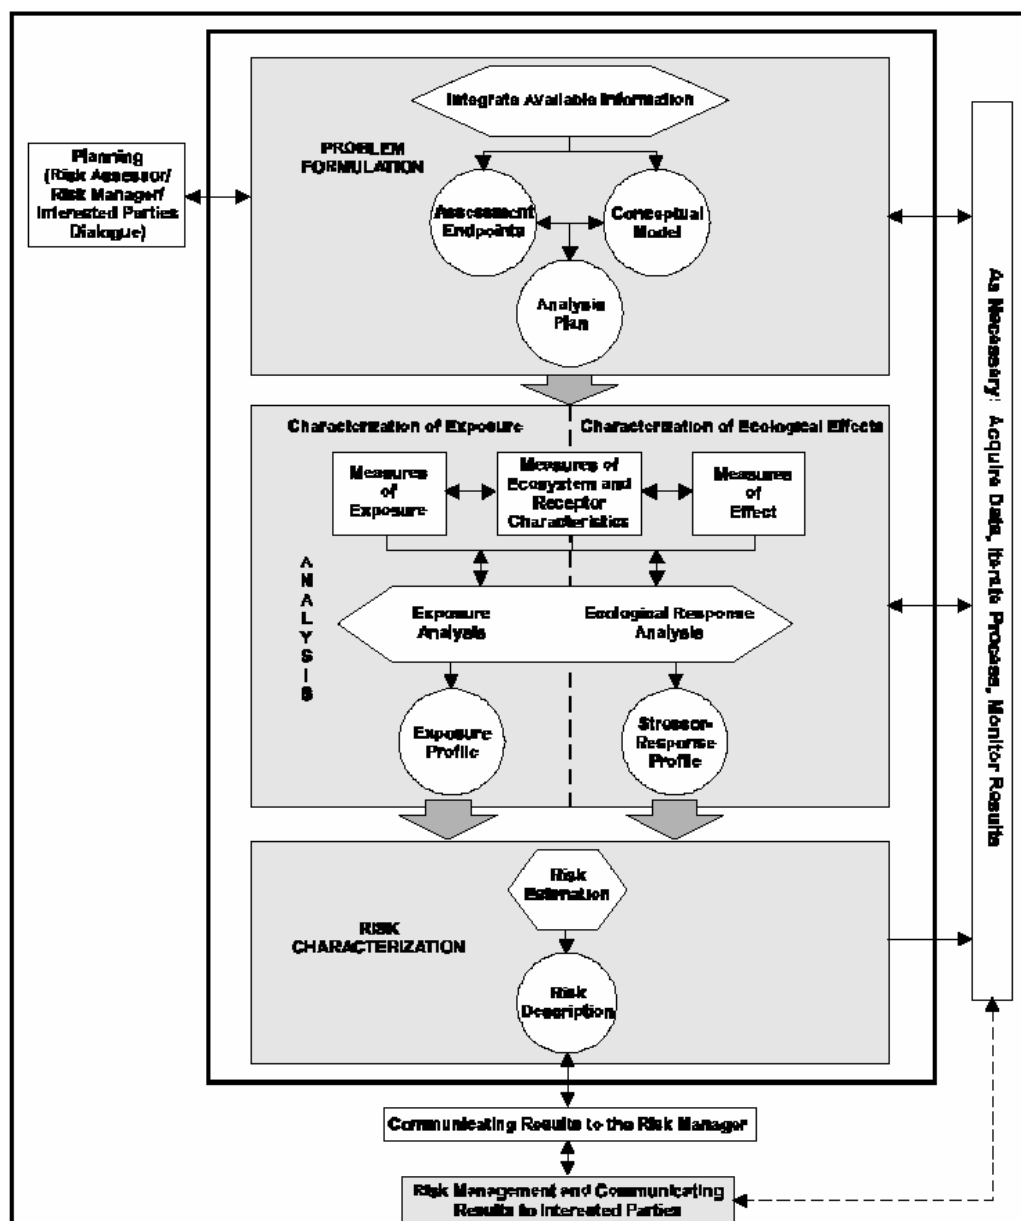 Integrate Available Information
PROBLEM
FORMULATION
Planning
(Risk Assessor/
Risk Manager/
Interested Parties
Dialogue)
Assessment
Endpoints
Conceptual
Model
Analysis
Plan
As Necessary: Acquire Data, Iterate Process, Monitor Results
Characterization of Exposure
Characterization of Ecological Effects
Measures
of
Exposure
Measures of
Ecosystem and
Receptor
Characteristics
Measures
of
Effect
ANALYSIS
Exposure
Analysis
Ecological Response
Analysis
Exposure
Profile
Stressor-
Response
Profile
Risk
Estimation
RISK
CHARACTERIZATION
Risk
Description
Communicating Results to the Risk Manager
Risk Management and Communicating
Results to Interested Parties